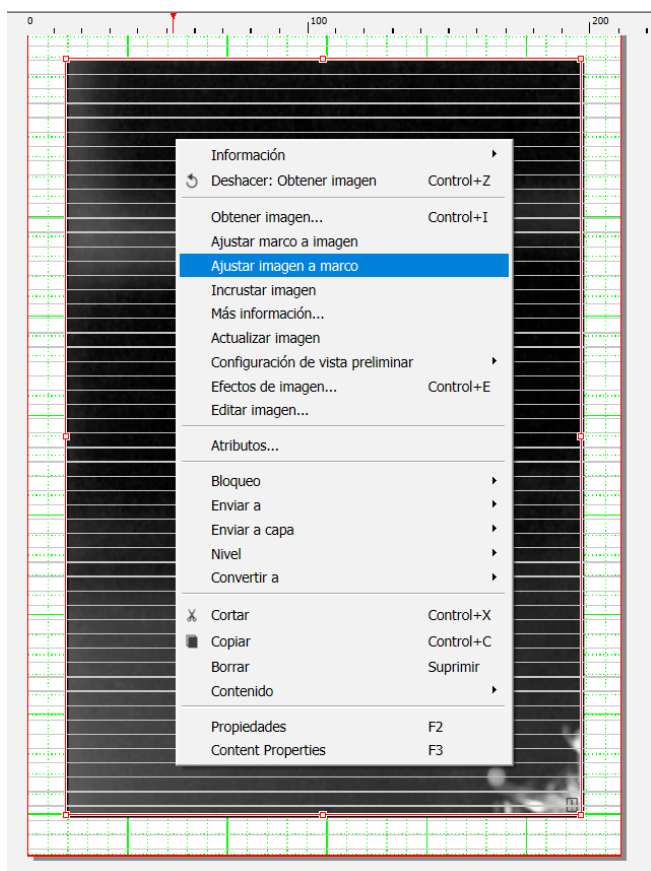 0 100 200
Información
Deshacer: Obtener imagen Control+Z
Obtener imagen... Control+I
Ajustar marco a imagen
Ajustar imagen a marco
Incrustar imagen
Más información...
Actualizar imagen
Configuración de vista preliminar
Efectos de imagen... Control+E
Editar imagen...
Atributos...
Bloqueo
Enviar a
Enviar a capa
Nivel
Convertir a
Cortar Control+X
Copiar Control+C
Borrar Suprimir
Contenido
Propiedades F2
Content Properties F3